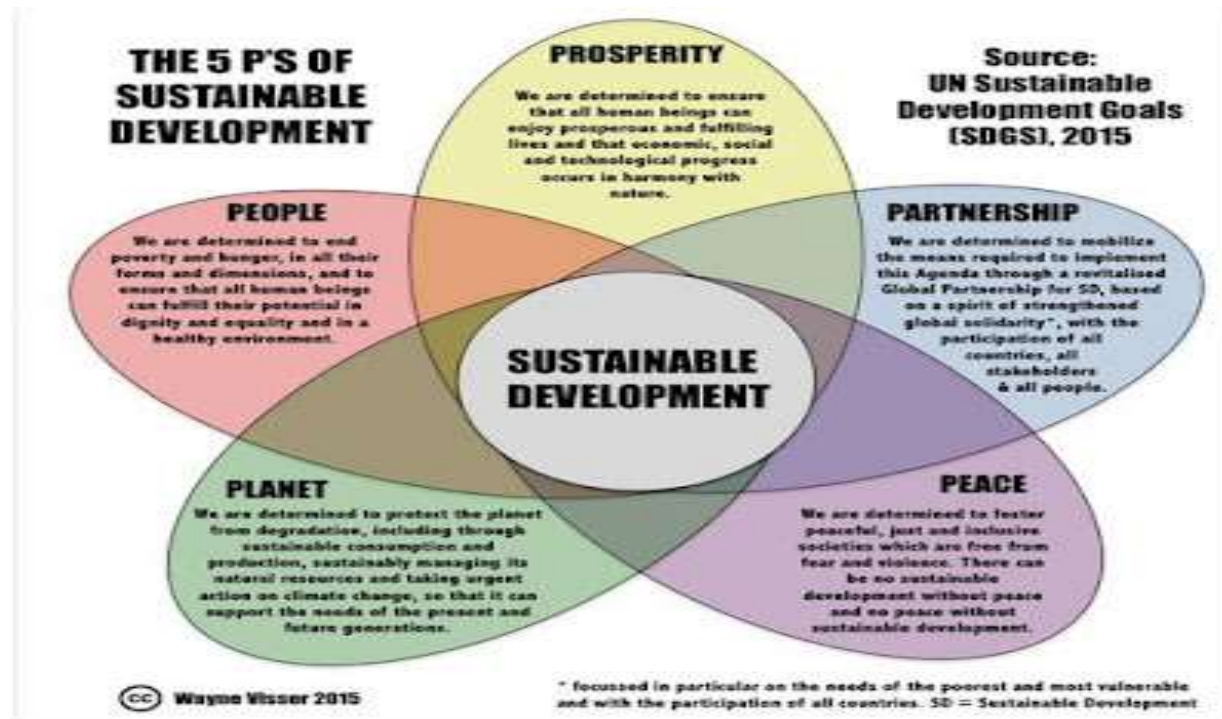 THE 5 P'S OF
SUSTAINABLE
DEVELOPMENT
PROSPERITY
We are determined to ensure
that all human beings can
enjoy prosperous and fulfilling
lives and that economic, social
and technological progress
occurs in harmony with
nature.
Source:
UN Sustainable
Development Goals
(SDGS), 2015
PEOPLE
We are determined to end
poverty and hunger, in all their
forms and dimensions, and to
ensure that all human beings
can fulfill their potential in
dignity and equality and in a
healthy environment.
PARTNERSHIP
We are determined to mobilize
the means required to implement
this Agenda through a revitalised
Global Partnership for SD, based
on a spirit of strengthened
global solidarity*, with the
participation of all
countries, all
stakeholders
& all people.
SUSTAINABLE
DEVELOPMENT
PLANET
We are determined to protect the planet
from degradation, including through
sustainable consumption and
production, sustainably managing its
natural resources and taking urgent
action on climate change, so that it can
support the needs of the present and
future generations.
PEACE
We are determined to foster
peaceful, just and inclusive
societies which are free from
fear and violence. There can
be no sustainable
development without peace
and no peace without
sustainable development.
cc Wayne Visser 2015
* focussed in particular on the needs of the poorest and most vulnerable
and with the participation of all countries. SD = Sustainable Development